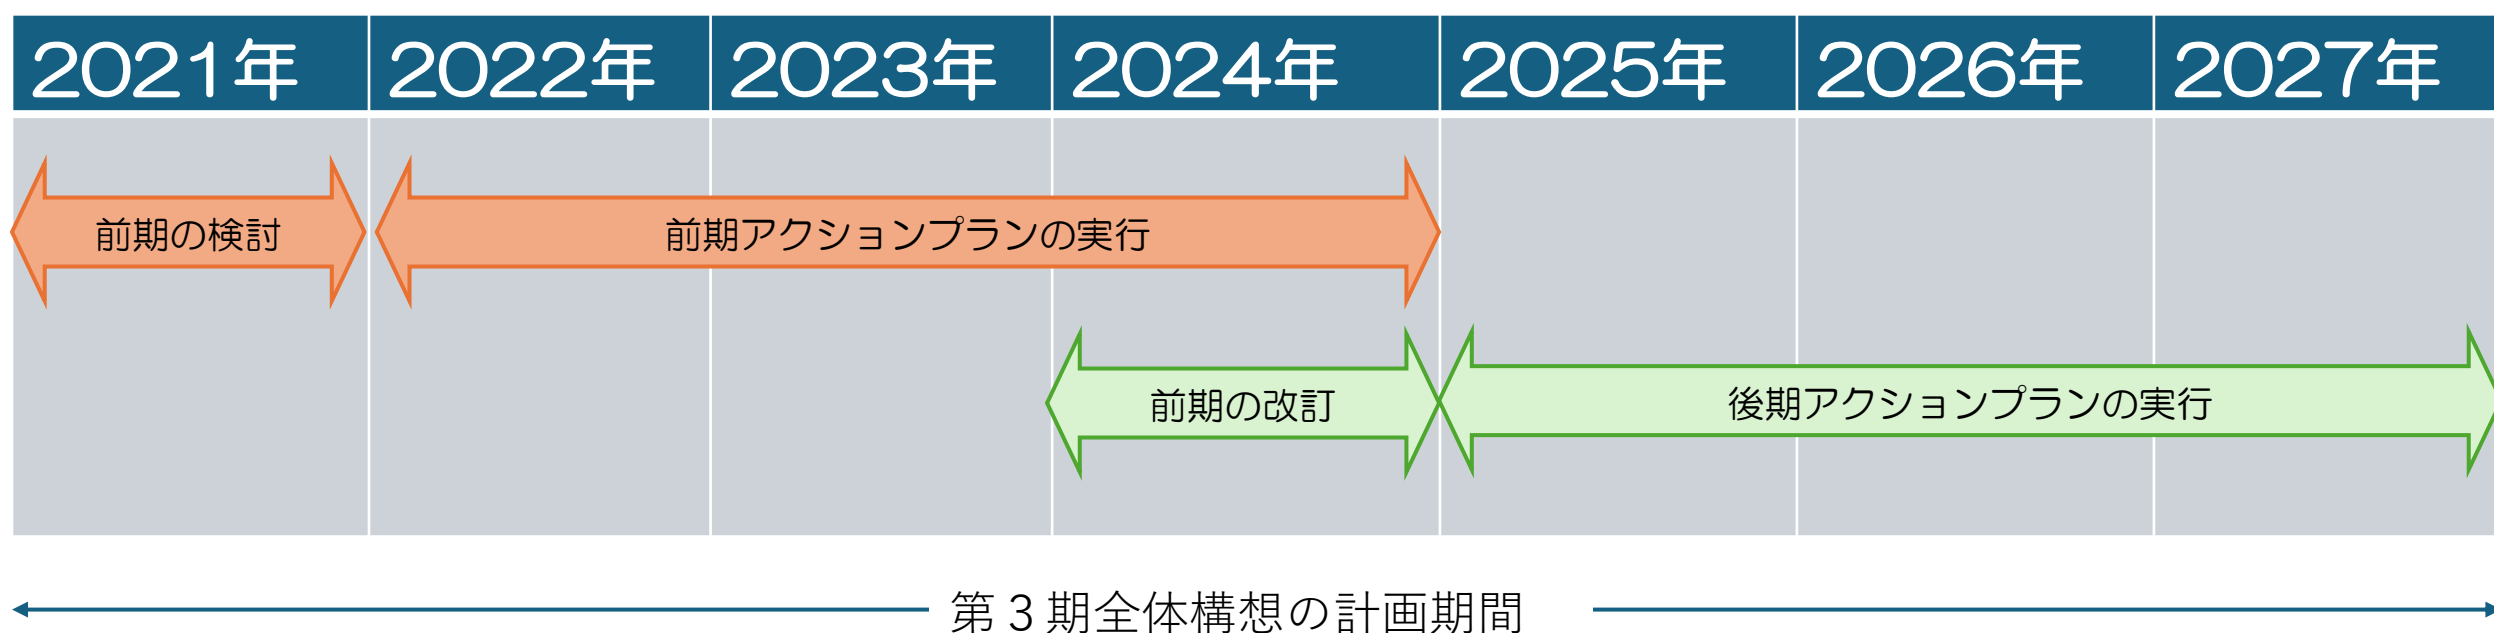 2021年 2022年 2023年 2024年 2025年 2026年 2027年
前期の検討 前期アクションプラン実行
前期の改訂 後期アクションプラン実行
第3期全体構想の計画期間